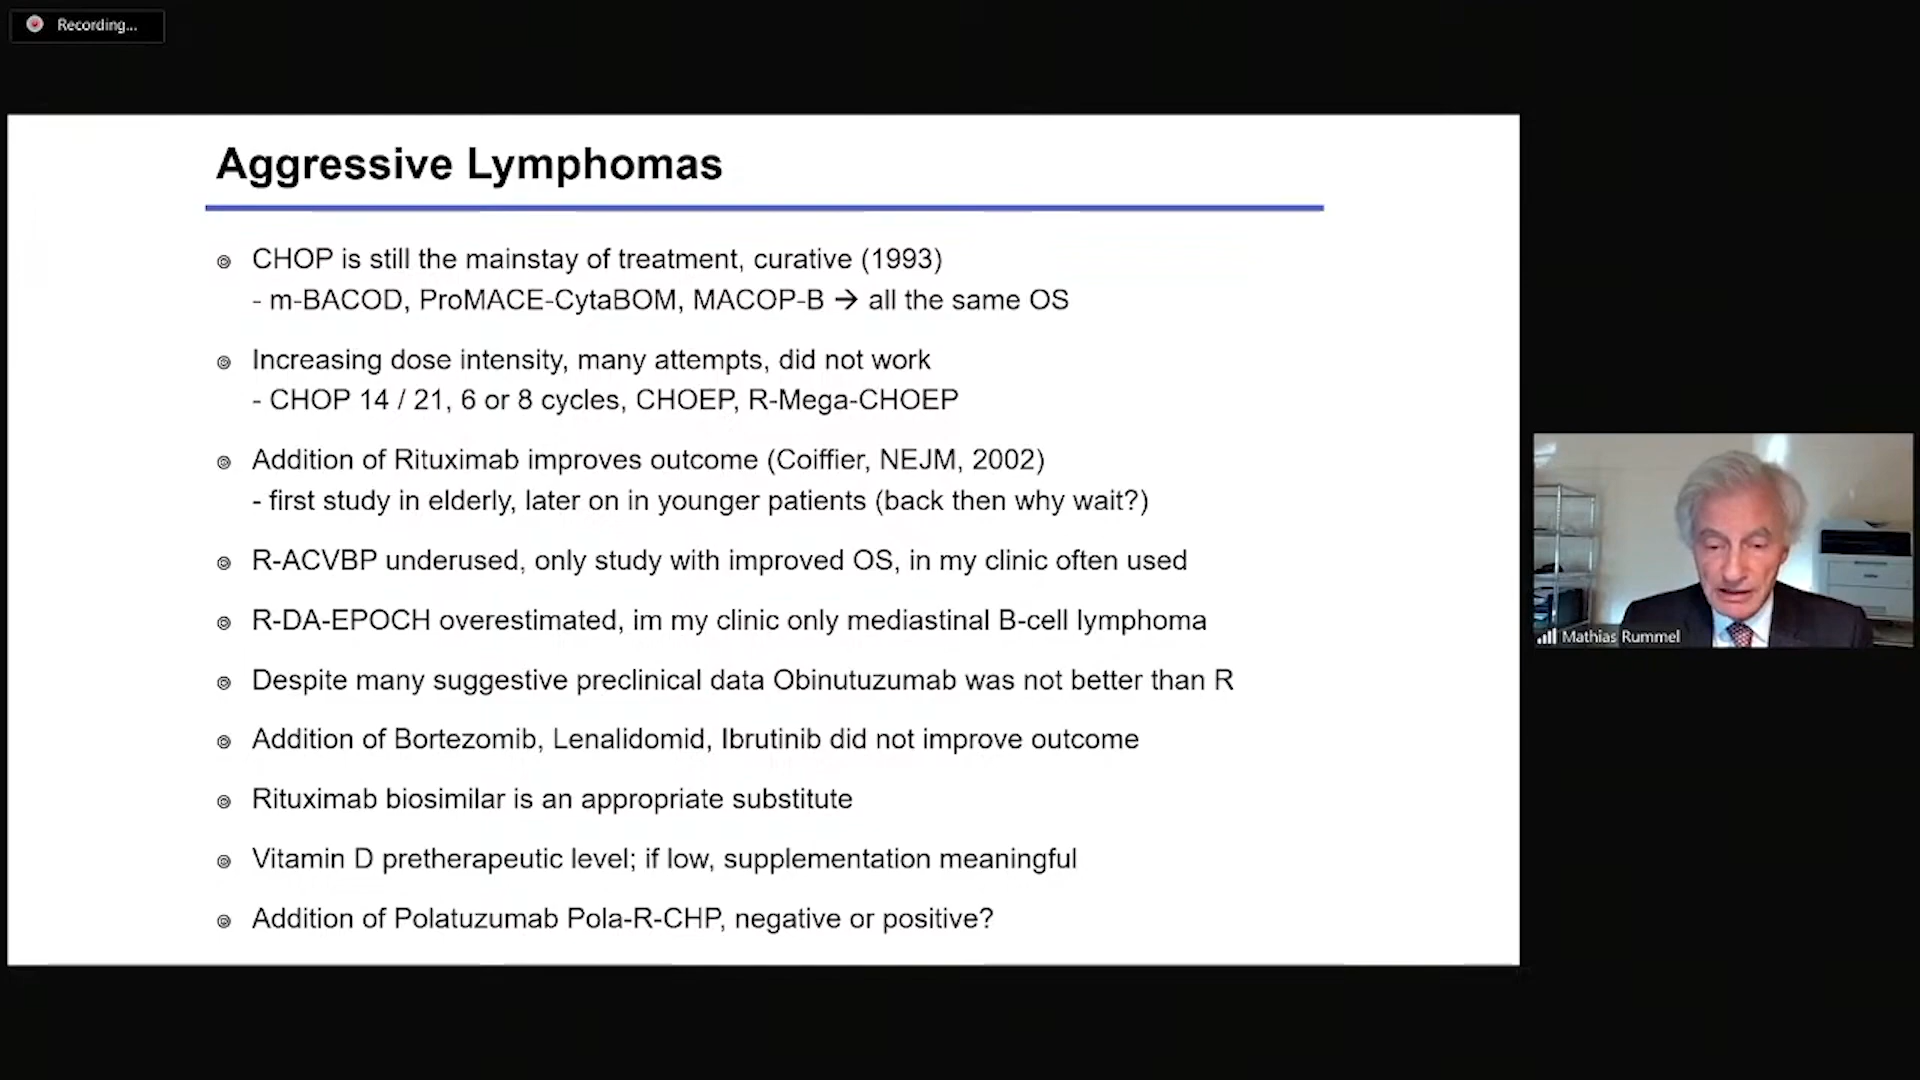 Recording...
Aggressive Lymphomas
CHOP is still the mainstay of treatment, curative (1993)
- m-BACOD, ProMACE-CytaBOM, MACOP-B → all the same OS
Increasing dose intensity, many attempts, did not work
- CHOP 14 / 21, 6 or 8 cycles, CHOEP, R-Mega-CHOEP
Addition of Rituximab improves outcome (Coiffier, NEJM, 2002)
- first study in elderly, later on in younger patients (back then why wait?)
R-ACVBP underused, only study with improved OS, in my clinic often used
R-DA-EPOCH overestimated, im my clinic only mediastinal B-cell lymphoma
Despite many suggestive preclinical data Obinutuzumab was not better than R
Addition of Bortezomib, Lenalidomid, Ibrutinib did not improve outcome
Rituximab biosimilar is an appropriate substitute
Vitamin D pretherapeutic level; if low, supplementation meaningful
Addition of Polatuzumab Pola-R-CHP, negative or positive?
Mathias Rummel